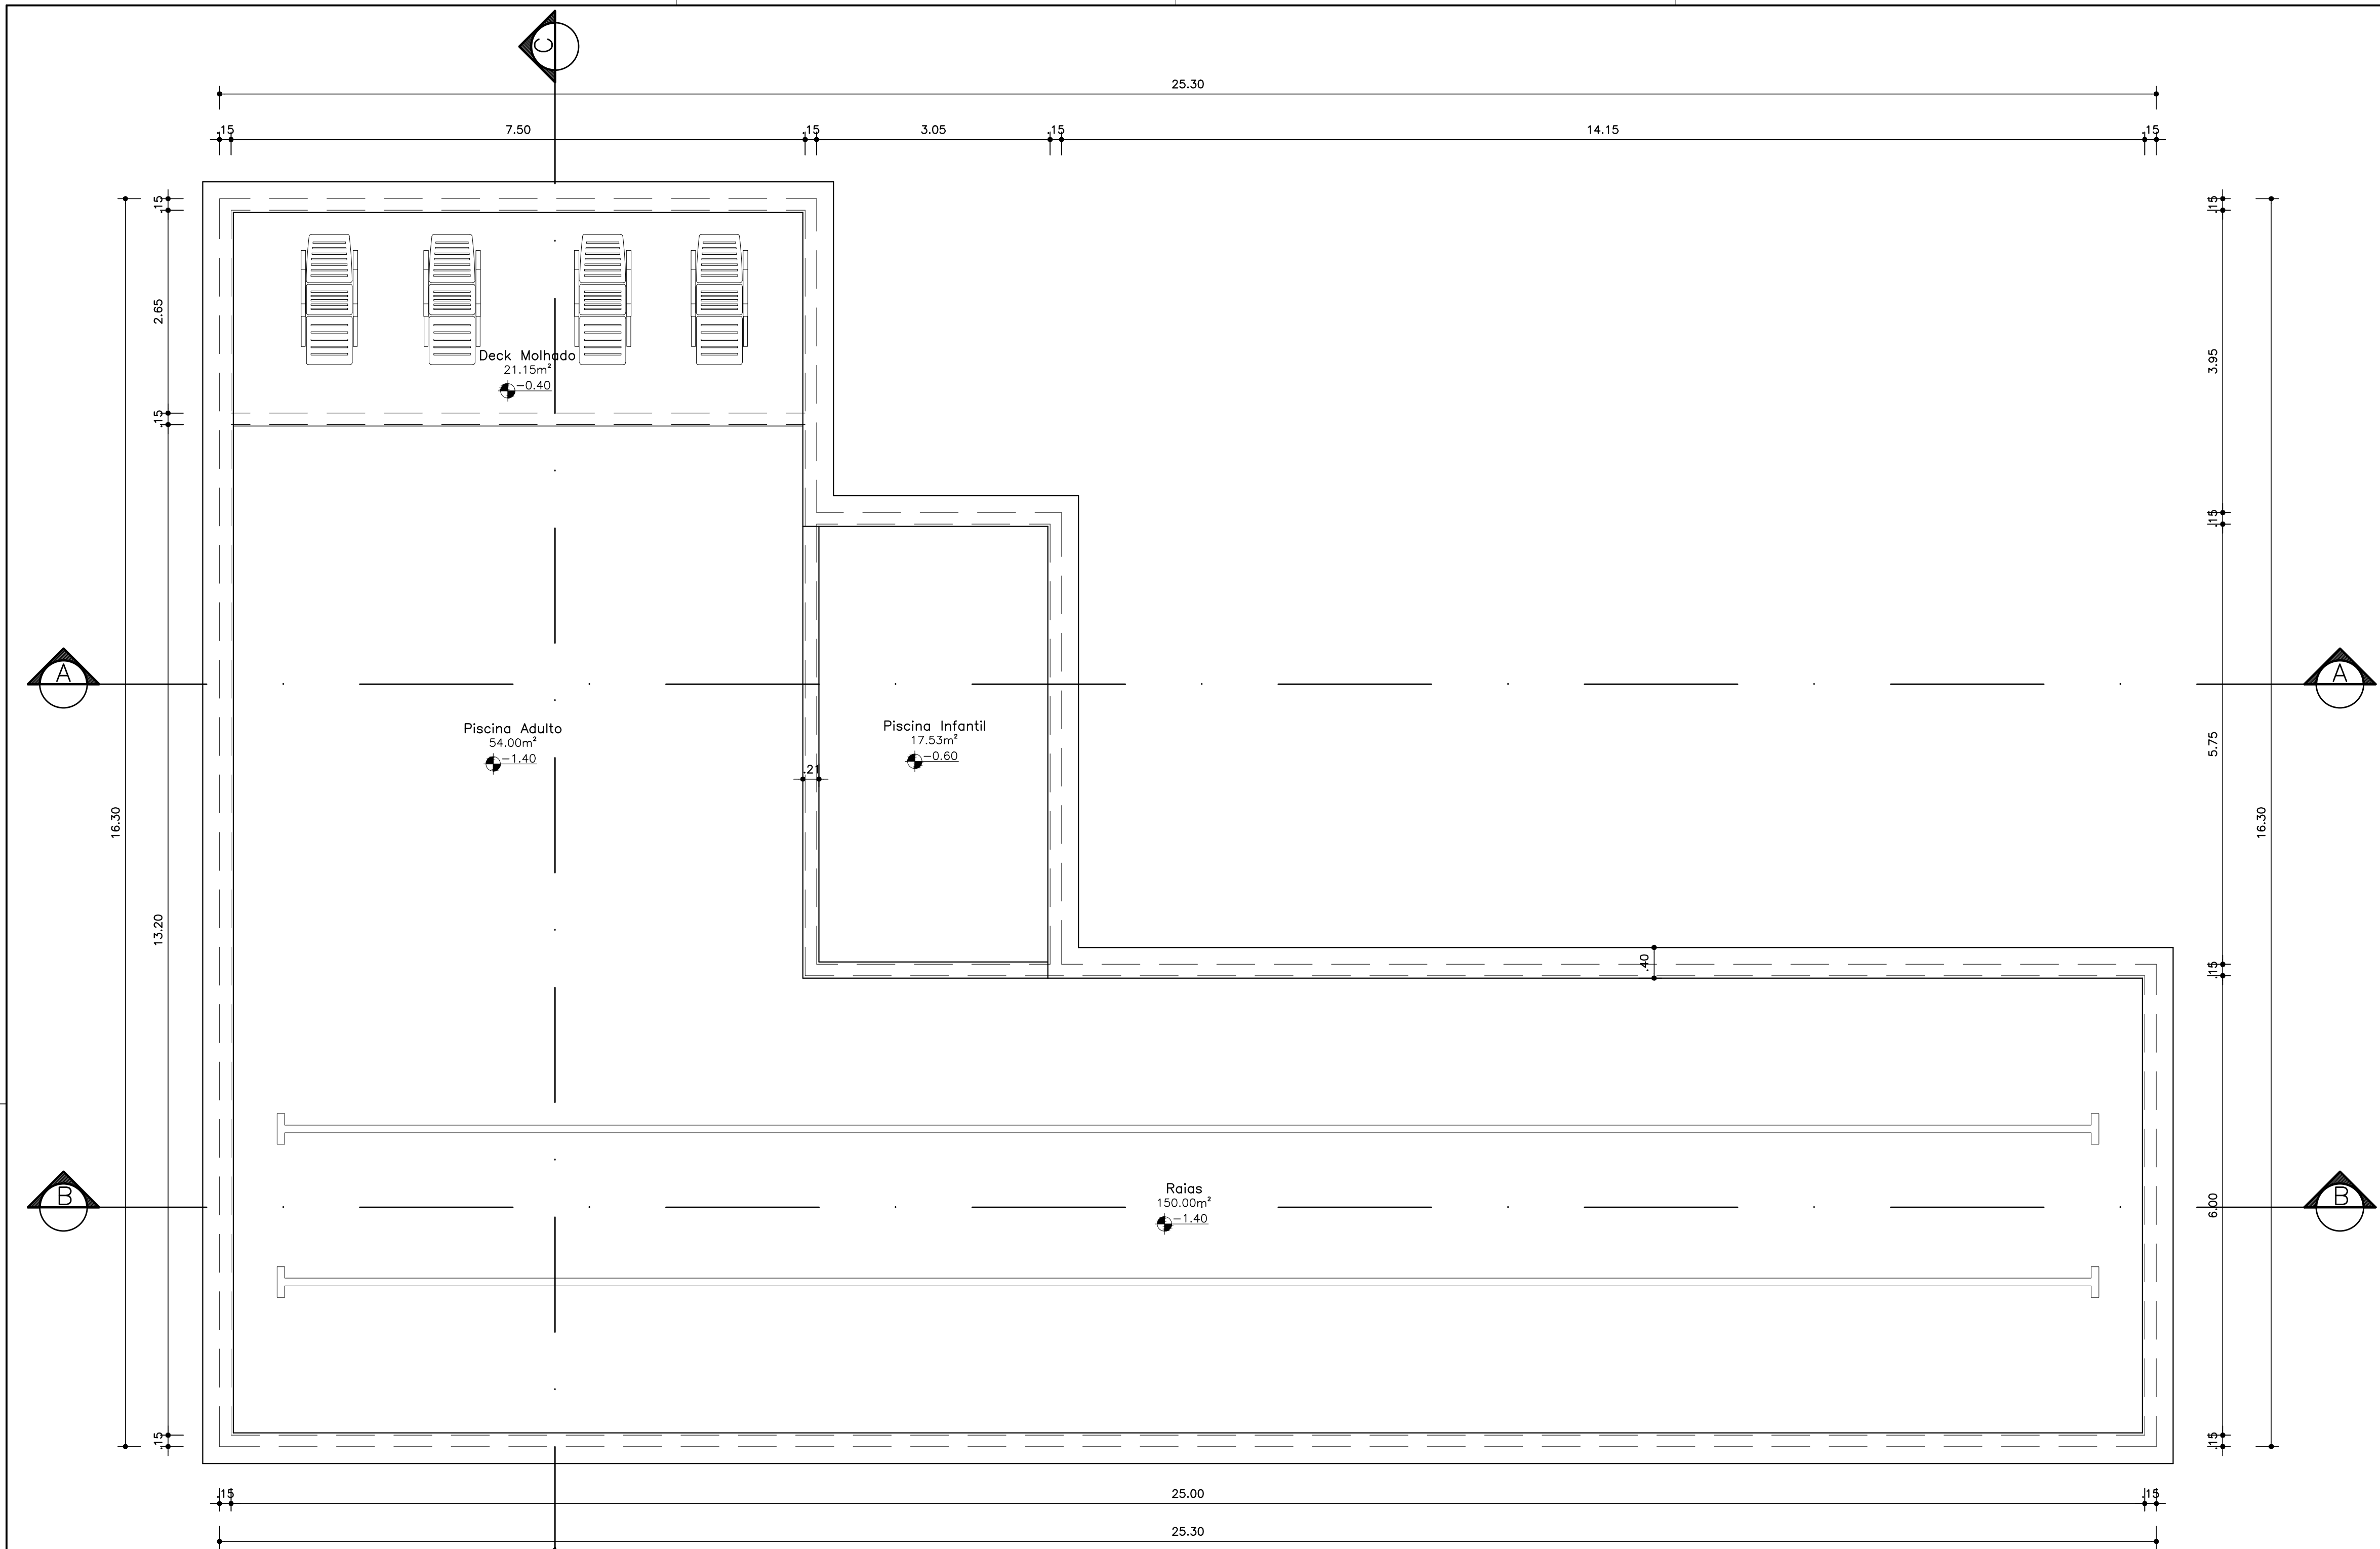 C
25.30
.15
7.50
.15
3.05
.15
14.15
.15
.15
.15
2.65
Deck Molhado
21.15m²
-0.40
3.95
.15
.15
A
A
Piscina Adulto
54.00m²
-1.40
Piscina Infantil
17.53m²
-0.60
.21
5.75
16.30
16.30
13.20
.40
.15
B
Raias
150.00m²
-1.40
6.00
B
.15
.15
.15
25.00
.15
25.30